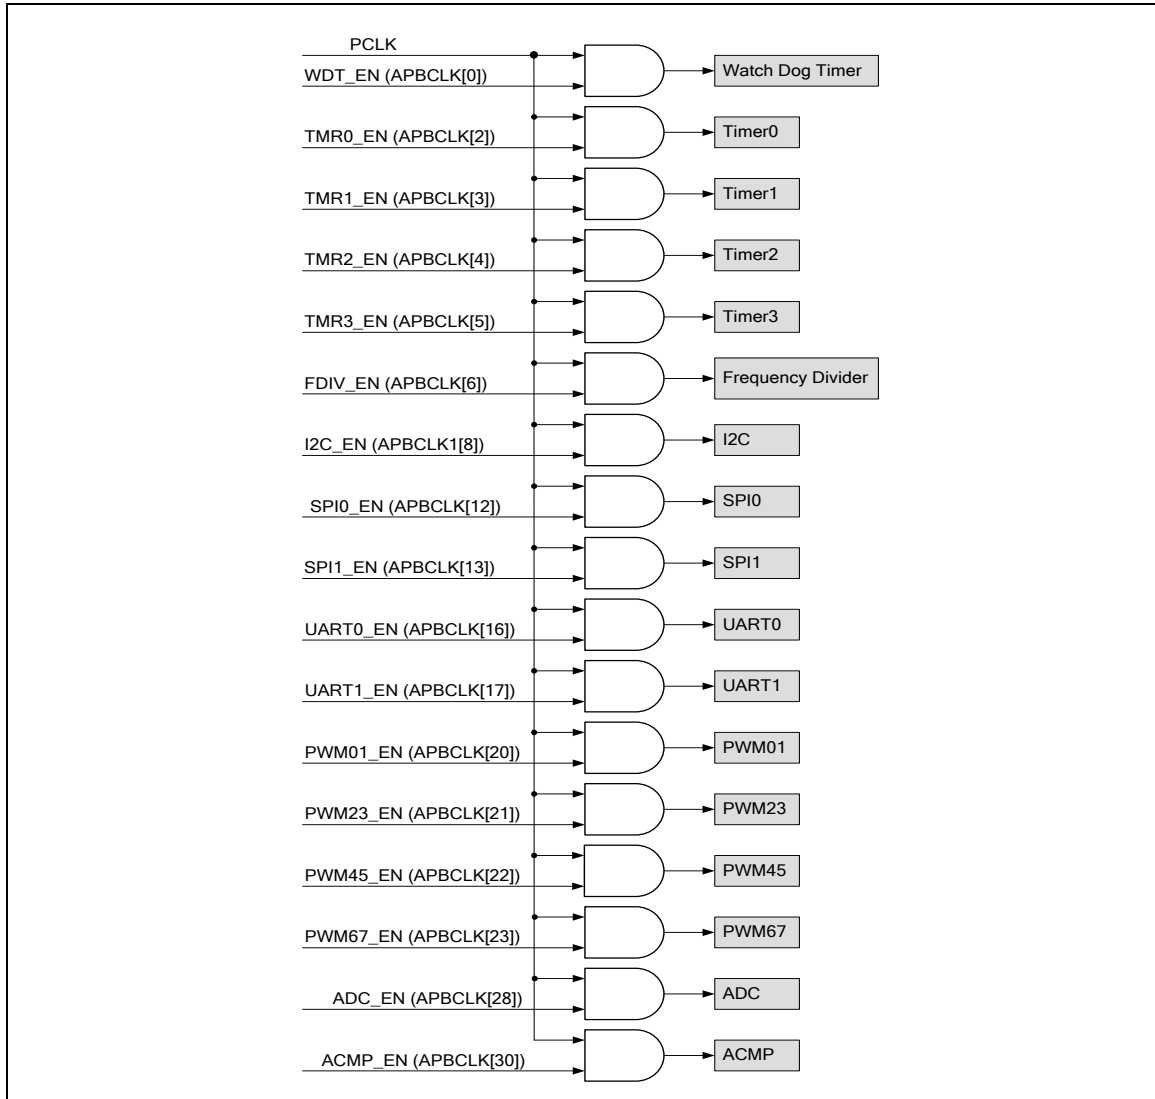 PCLK
WDT_EN (APBCLK[0])
Watch Dog Timer
TMR0_EN (APBCLK[2])
Timer0
TMR1_EN (APBCLK[3])
Timer1
TMR2_EN (APBCLK[4])
Timer2
TMR3_EN (APBCLK[5])
Timer3
FDIV_EN (APBCLK[6])
Frequency Divider
I2C_EN (APBCLK1[8])
I2C
SPI0_EN (APBCLK[12])
SPI0
SPI1_EN (APBCLK[13])
SPI1
UART0_EN (APBCLK[16])
UART0
UART1_EN (APBCLK[17])
UART1
PWM01_EN (APBCLK[20])
PWM01
PWM23_EN (APBCLK[21])
PWM23
PWM45_EN (APBCLK[22])
PWM45
PWM67_EN (APBCLK[23])
PWM67
ADC_EN (APBCLK[28])
ADC
ACMP_EN (APBCLK[30])
ACMP